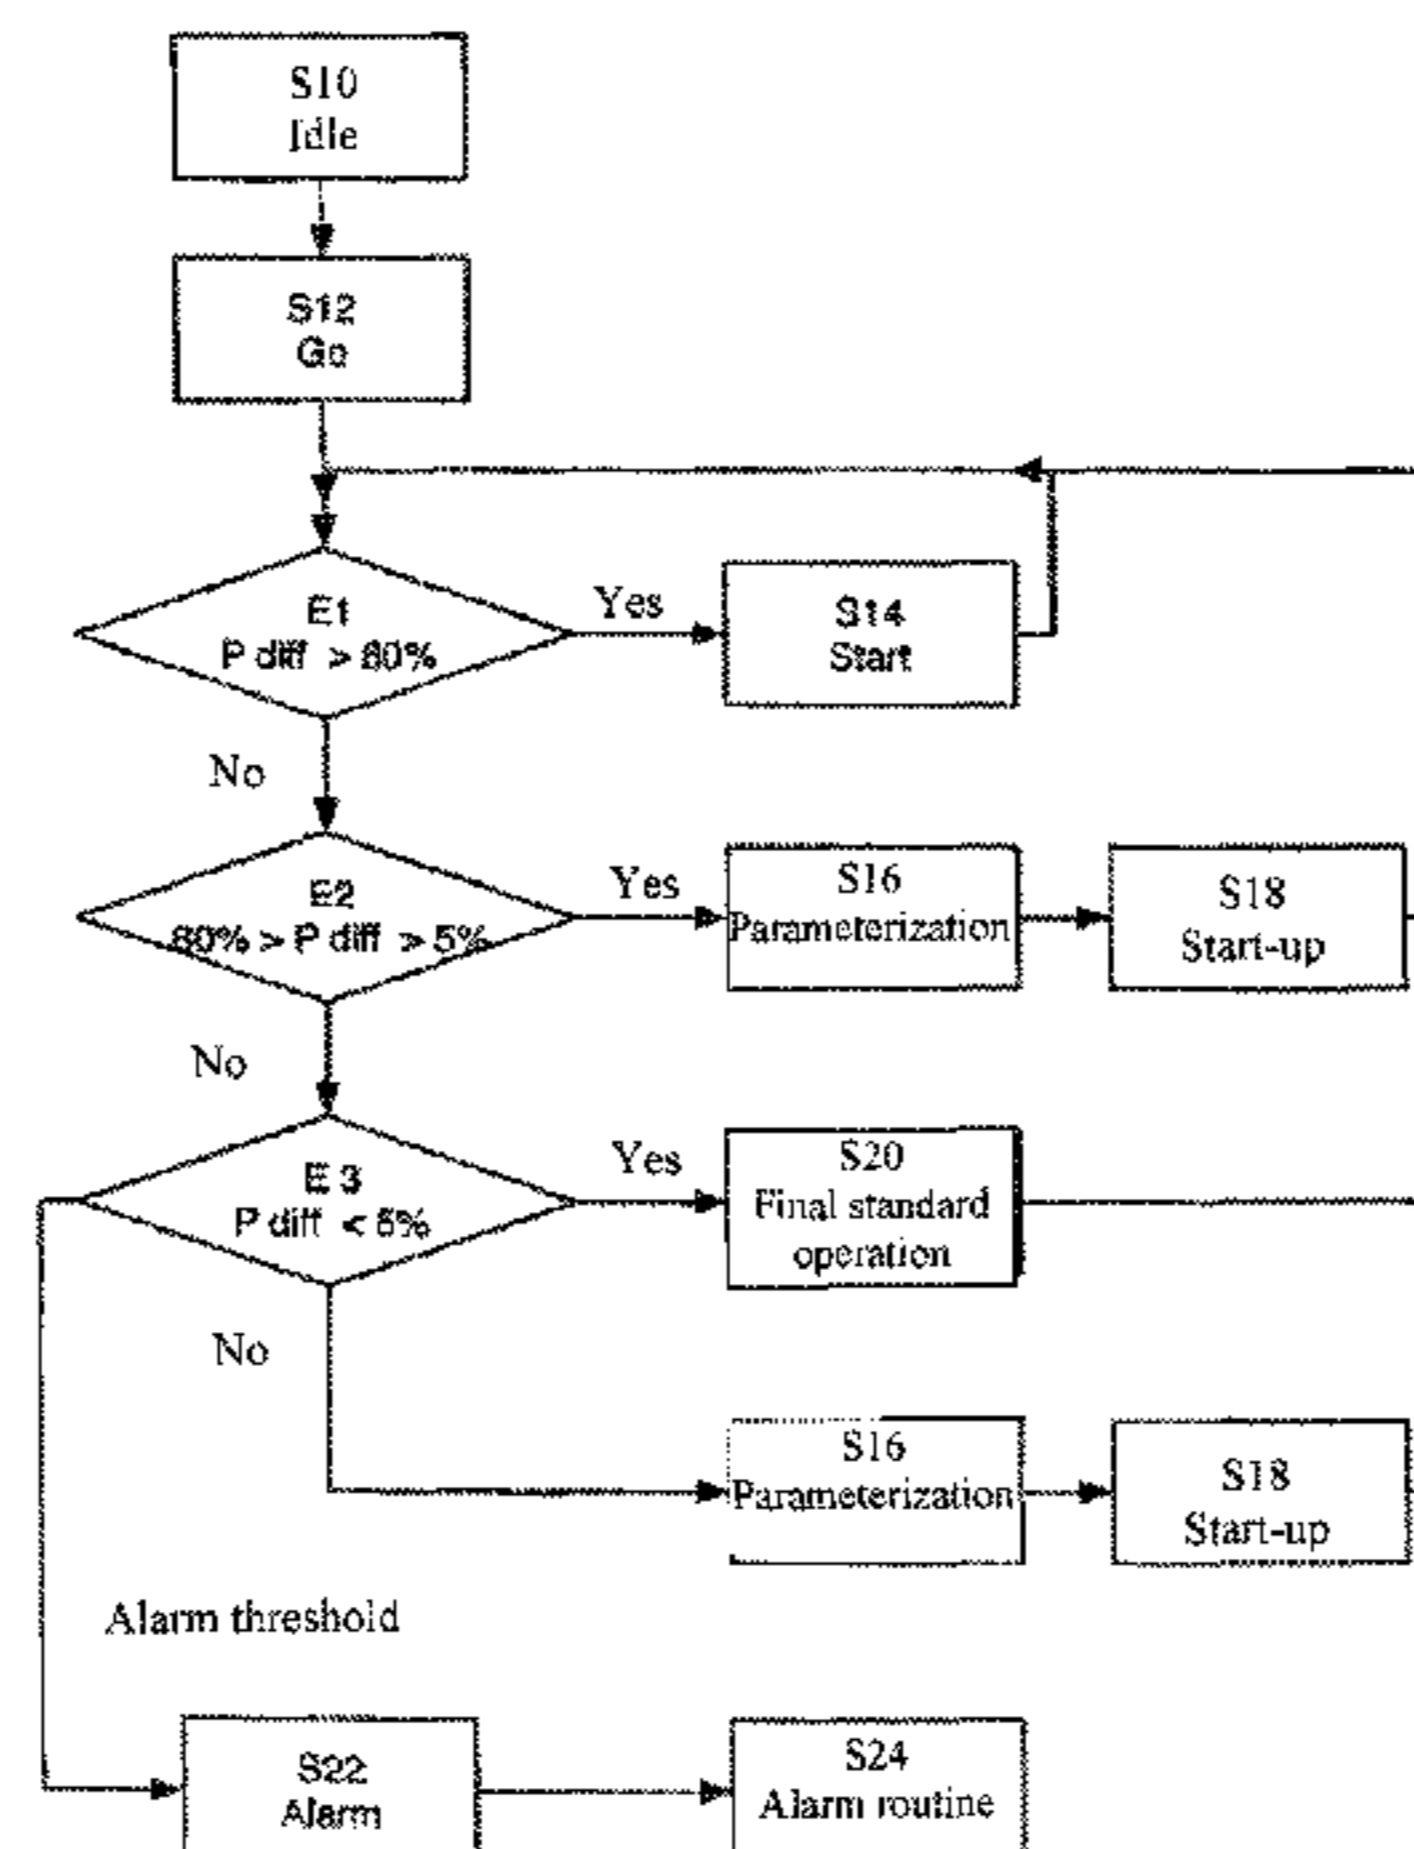 S10
Idle
S12
Go
E1
P diff > 80%
Yes
S14
Start
No
E2
80% > P diff > 5%
Yes
S16
Parameterization
S18
Start-up
No
E 3
P diff < 5%
Yes
S20
Final standard
operation
No
S16
Parameterization
S18
Start-up
Alarm threshold
S22
Alarm
S24
Alarm routine